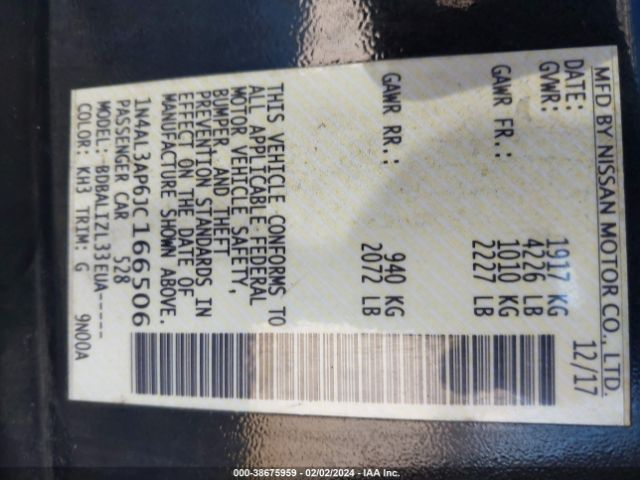 MFD BY NISSAN MOTOR CO., LTD.
DATE: 12/17
GVWR: 1917 KG
4226 LB
GAWR FR.: 1010 KG
2227 LB
GAWR RR.: 940 KG
2072 LB
THIS VEHICLE CONFORMS TO
ALL APPLICABLE FEDERAL
MOTOR VEHICLE SAFETY,
BUMPER, AND THEFT
PREVENTION STANDARDS IN
EFFECT ON THE DATE OF
MANUFACTURE SHOWN ABOVE.
1N4AL3AP6JC166506
PASSENGER CAR 528
MODEL: BDBALIZL33EUA-----
COLOR: KH3 TRIM: G 9N00A
000-38675959 - 02/02/2024 - IAA Inc.